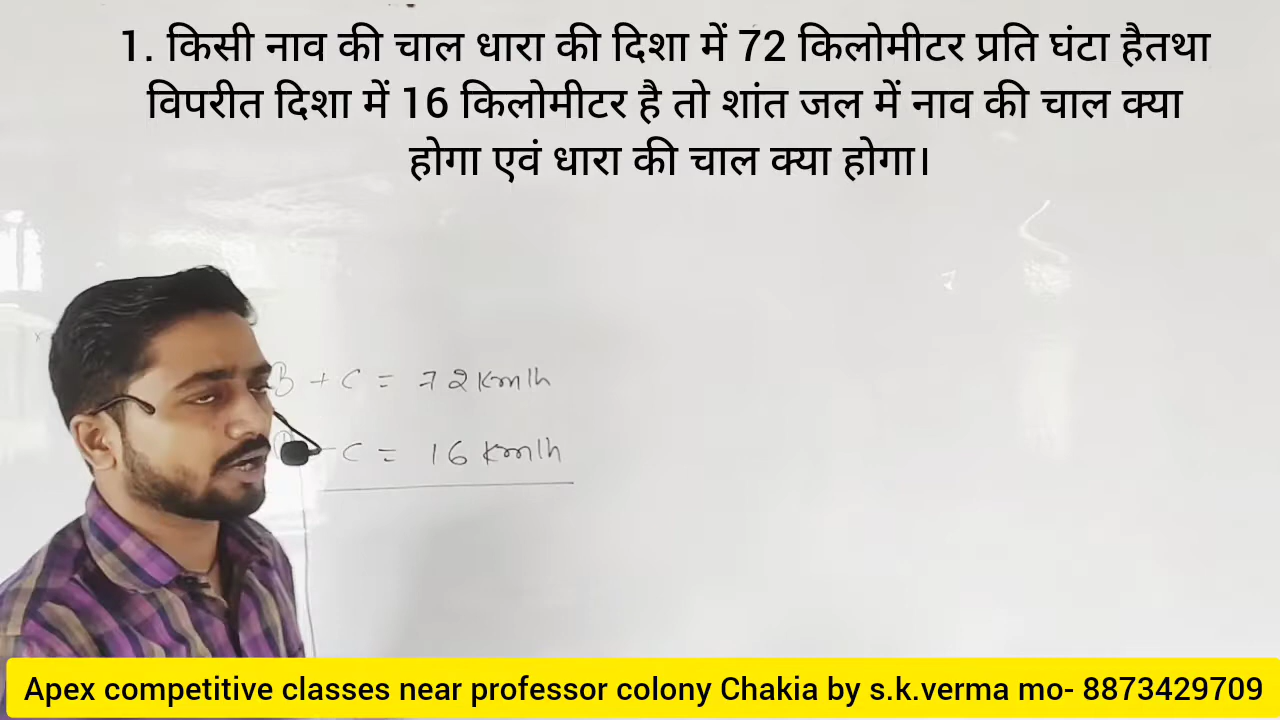 1. किसी नाव की चाल धारा की दिशा में 72 किलोमीटर प्रति घंटा हैतथा
विपरीत दिशा में 16 किलोमीटर है तो शांत जल में नाव की चाल क्या
होगा एवं धारा की चाल क्या होगा।
B + C = 72 Km/h
- C = 16 Km/h
Apex competitive classes near professor colony Chakia by s.k.verma mo- 8873429709